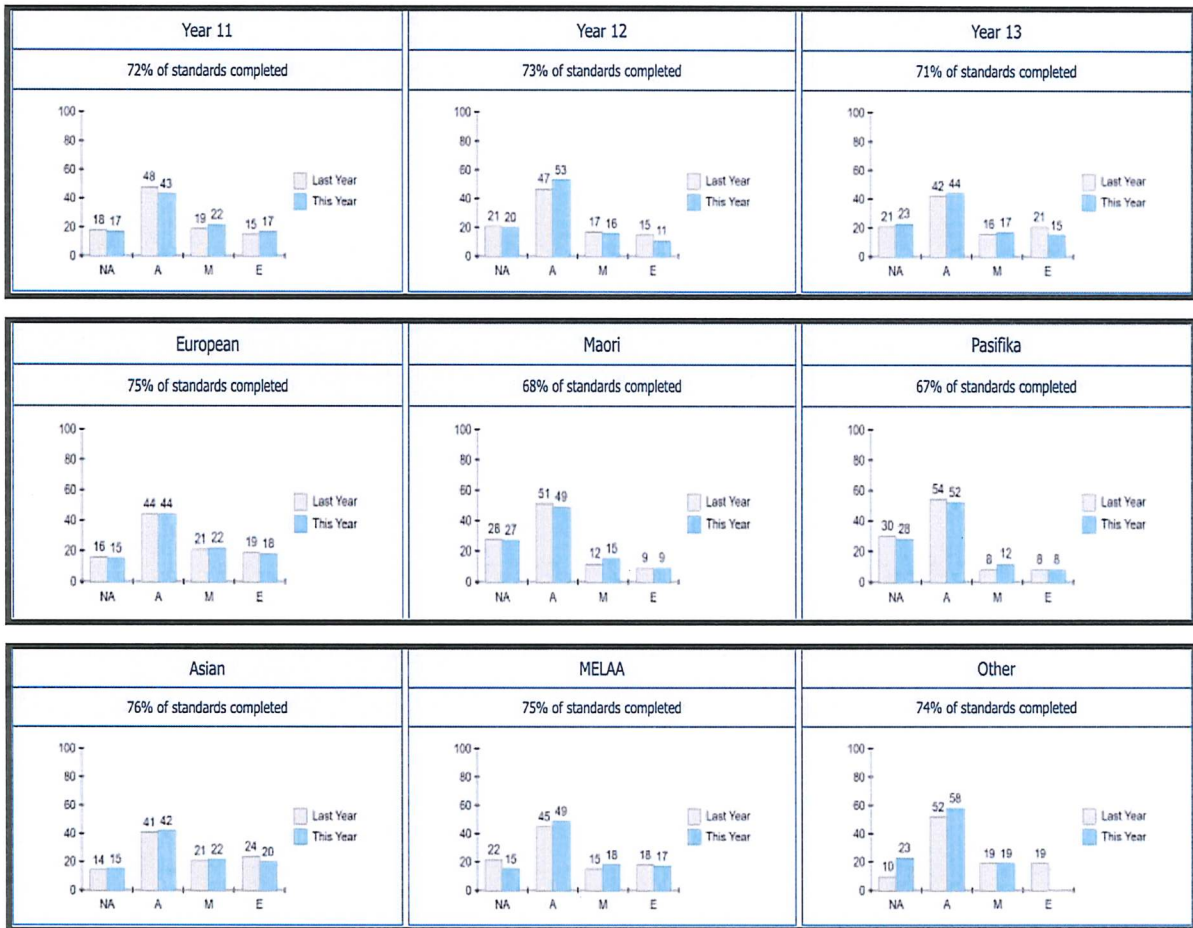 Year 11
72% of standards completed
100
80
60
40
20
0
18 17
48
43
19
22
15
17
NA A M E
Last Year
This Year
Year 12
73% of standards completed
100
80
60
40
20
0
21 20
47
53
17 16
15
11
NA A M E
Last Year
This Year
Year 13
71% of standards completed
100
80
60
40
20
0
21 23
42 44
16 17
21
15
NA A M E
Last Year
This Year
European
75% of standards completed
100
80
60
40
20
0
16 15
44 44
21 22
19 18
NA A M E
Last Year
This Year
Maori
68% of standards completed
100
80
60
40
20
0
28 27
51 49
12
15
9 9
NA A M E
Last Year
This Year
Pasifika
67% of standards completed
100
80
60
40
20
0
30 28
54 52
8
12
8 8
NA A M E
Last Year
This Year
Asian
76% of standards completed
100
80
60
40
20
0
14 15
41 42
21 22
24
20
NA A M E
Last Year
This Year
MELAA
75% of standards completed
100
80
60
40
20
0
22
15
45
49
15
18
18 17
NA A M E
Last Year
This Year
Other
74% of standards completed
100
80
60
40
20
0
10
23
52
58
19 19
19
NA A M E
Last Year
This Year